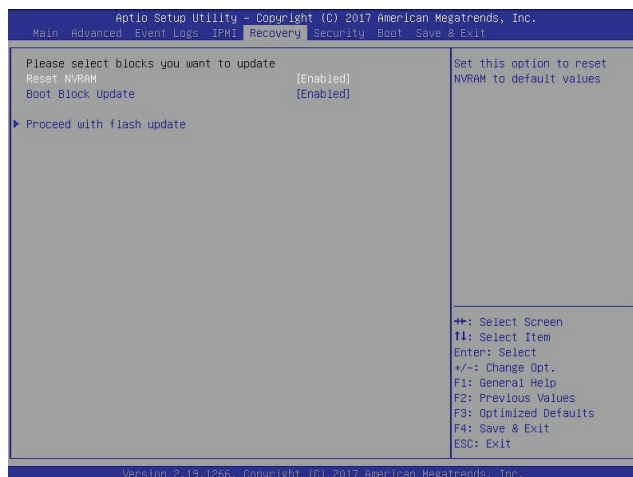 Aptio Setup Utility – Copyright (C) 2017 American Megatrends, Inc.
Main Advanced Event Logs IPMI Recovery Security Boot Save & Exit
Please select blocks you want to update
Reset NVRAM [Enabled]
Boot Block Update [Enabled]
Proceed with flash update
Set this option to reset
NVRAM to default values
→←: Select Screen
↑↓: Select Item
Enter: Select
+/-: Change Opt.
F1: General Help
F2: Previous Values
F3: Optimized Defaults
F4: Save & Exit
ESC: Exit
Version 2.19.1266. Copyright (C) 2017 American Megatrends, Inc.